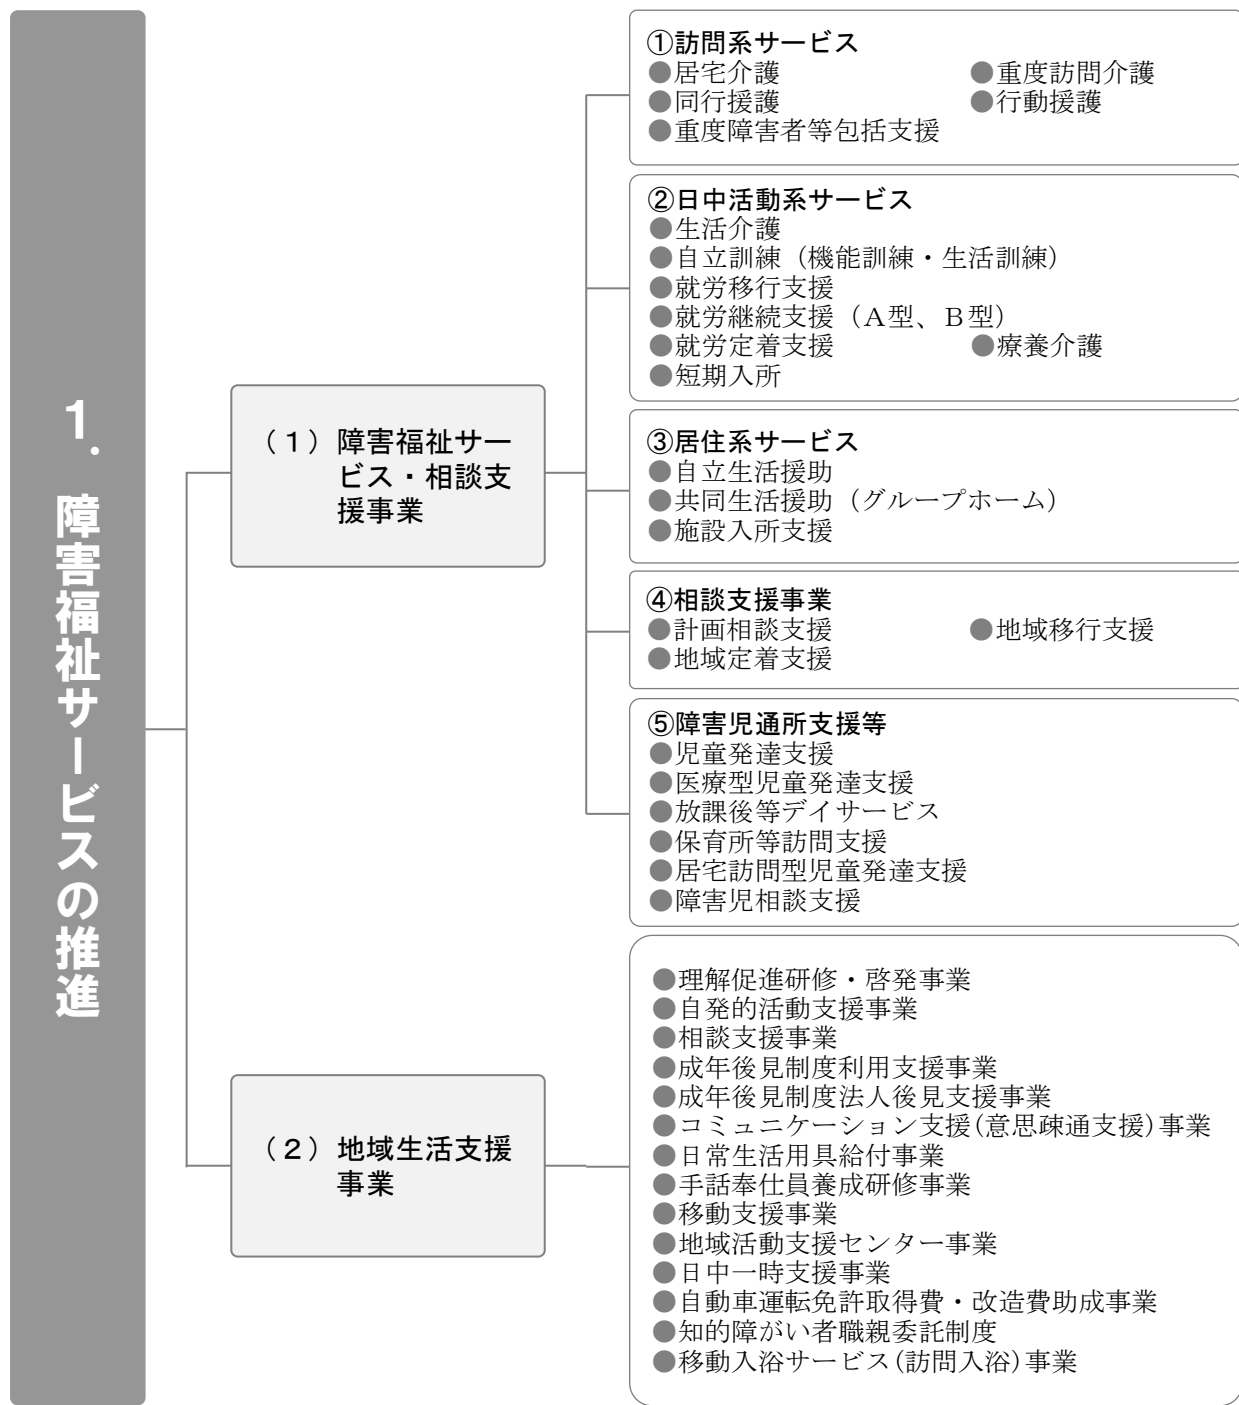 1. 障害福祉サービスの推進
（１）障害福祉サー
ビス・相談支
援事業
①訪問系サービス
●居宅介護 ●重度訪問介護
●同行援護 ●行動援護
●重度障害者等包括支援
②日中活動系サービス
●生活介護
●自立訓練（機能訓練・生活訓練）
●就労移行支援
●就労継続支援（Ａ型、Ｂ型）
●就労定着支援 ●療養介護
●短期入所
③居住系サービス
●自立生活援助
●共同生活援助（グループホーム）
●施設入所支援
④相談支援事業
●計画相談支援 ●地域移行支援
●地域定着支援
⑤障害児通所支援等
●児童発達支援
●医療型児童発達支援
●放課後等デイサービス
●保育所等訪問支援
●居宅訪問型児童発達支援
●障害児相談支援
（２）地域生活支援
事業
●理解促進研修・啓発事業
●自発的活動支援事業
●相談支援事業
●成年後見制度利用支援事業
●成年後見制度法人後見支援事業
●コミュニケーション支援(意思疎通支援)事業
●日常生活用具給付事業
●手話奉仕員養成研修事業
●移動支援事業
●地域活動支援センター事業
●日中一時支援事業
●自動車運転免許取得費・改造費助成事業
●知的障がい者職親委託制度
●移動入浴サービス(訪問入浴)事業